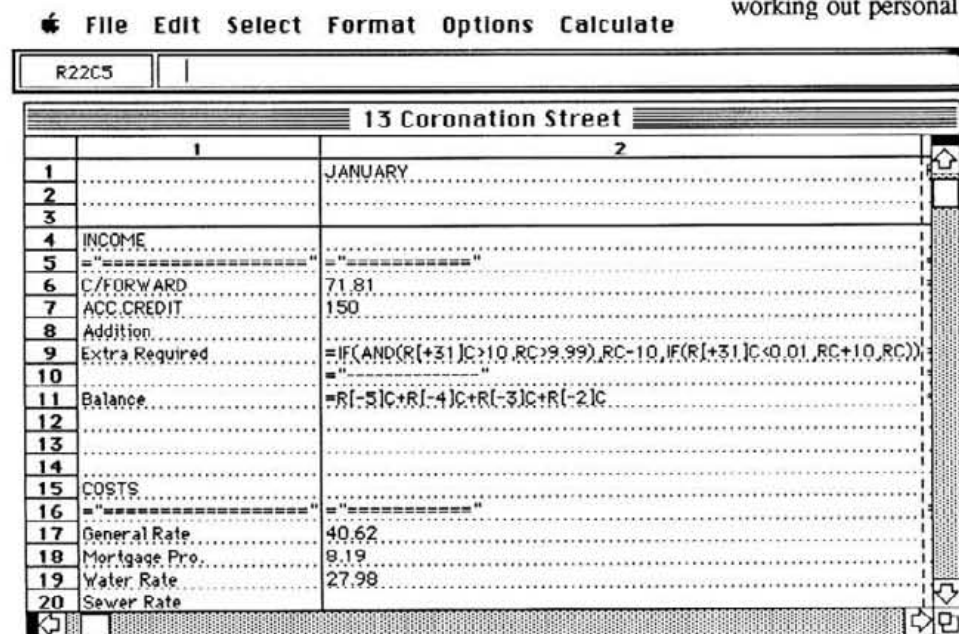 working out personal
File Edit Select Format Options Calculate
R22C5
13 Coronation Street
1 2
1 JANUARY
2
3
4 INCOME
5 ="==================" ="==========="
6 C/FORWARD 71.81
7 ACC.CREDIT 150
8 Addition
9 Extra Required =IF(AND(R[+31]C>10,RC>9.99),RC-10,IF(R[+31]C<0.01,RC+10,RC))
10 ="--------------"
11 Balance =R[-5]C+R[-4]C+R[-3]C+R[-2]C
12
13
14
15 COSTS
16 ="==================" ="==========="
17 General Rate 40.62
18 Mortgage Pro. 8.19
19 Water Rate 27.98
20 Sewer Rate